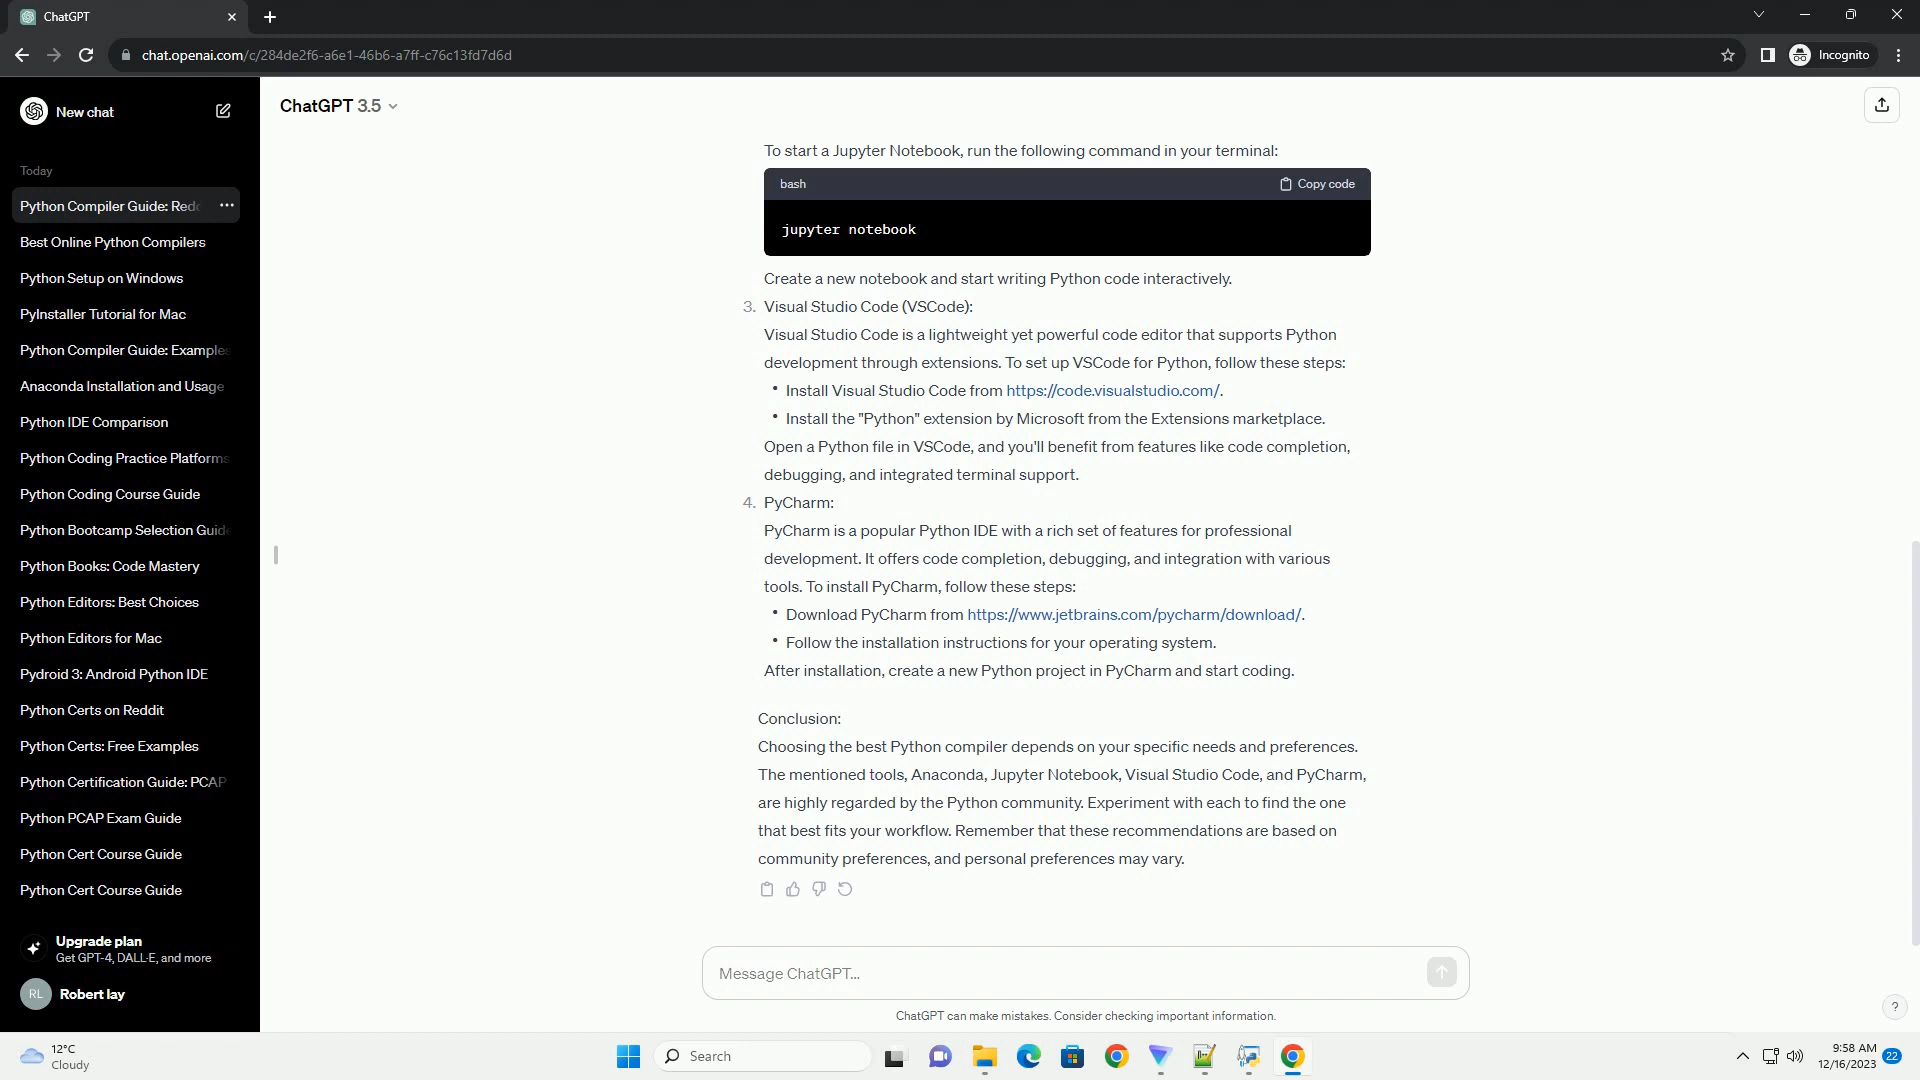 ChatGPT
chat.openai.com/c/284de2f6-a6e1-46b6-a7ff-c76c13fd7d6d
Incognito
New chat
Today
Python Compiler Guide: Redd
Best Online Python Compilers
Python Setup on Windows
PyInstaller Tutorial for Mac
Python Compiler Guide: Examples
Anaconda Installation and Usage
Python IDE Comparison
Python Coding Practice Platforms
Python Coding Course Guide
Python Bootcamp Selection Guide
Python Books: Code Mastery
Python Editors: Best Choices
Python Editors for Mac
Pydroid 3: Android Python IDE
Python Certs on Reddit
Python Certs: Free Examples
Python Certification Guide: PCAP
Python PCAP Exam Guide
Python Cert Course Guide
Python Cert Course Guide
Upgrade plan
Get GPT-4, DALL·E, and more
RL Robert lay
ChatGPT 3.5
To start a Jupyter Notebook, run the following command in your terminal:
bash Copy code
jupyter notebook
Create a new notebook and start writing Python code interactively.
3. Visual Studio Code (VSCode):
Visual Studio Code is a lightweight yet powerful code editor that supports Python
development through extensions. To set up VSCode for Python, follow these steps:
• Install Visual Studio Code from https://code.visualstudio.com/.
• Install the "Python" extension by Microsoft from the Extensions marketplace.
Open a Python file in VSCode, and you'll benefit from features like code completion,
debugging, and integrated terminal support.
4. PyCharm:
PyCharm is a popular Python IDE with a rich set of features for professional
development. It offers code completion, debugging, and integration with various
tools. To install PyCharm, follow these steps:
• Download PyCharm from https://www.jetbrains.com/pycharm/download/.
• Follow the installation instructions for your operating system.
After installation, create a new Python project in PyCharm and start coding.
Conclusion:
Choosing the best Python compiler depends on your specific needs and preferences.
The mentioned tools, Anaconda, Jupyter Notebook, Visual Studio Code, and PyCharm,
are highly regarded by the Python community. Experiment with each to find the one
that best fits your workflow. Remember that these recommendations are based on
community preferences, and personal preferences may vary.
Message ChatGPT...
ChatGPT can make mistakes. Consider checking important information.
?
12°C
Cloudy
Search
9:58 AM
12/16/2023
22